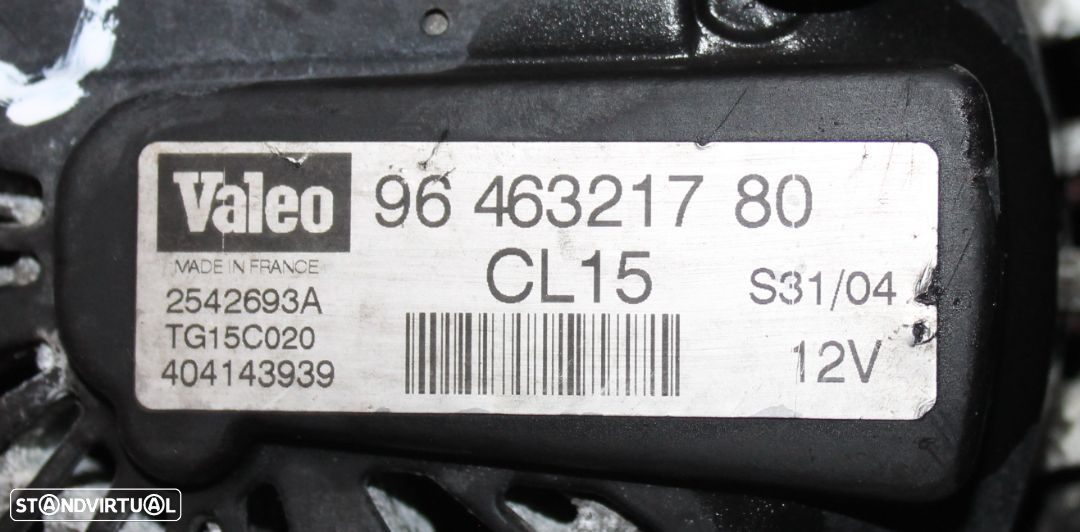 Valeo
96 463217 80
MADE IN FRANCE
CL15
2542693A
S31/04
TG15C020
404143939
12V
STANDVIRTUAL